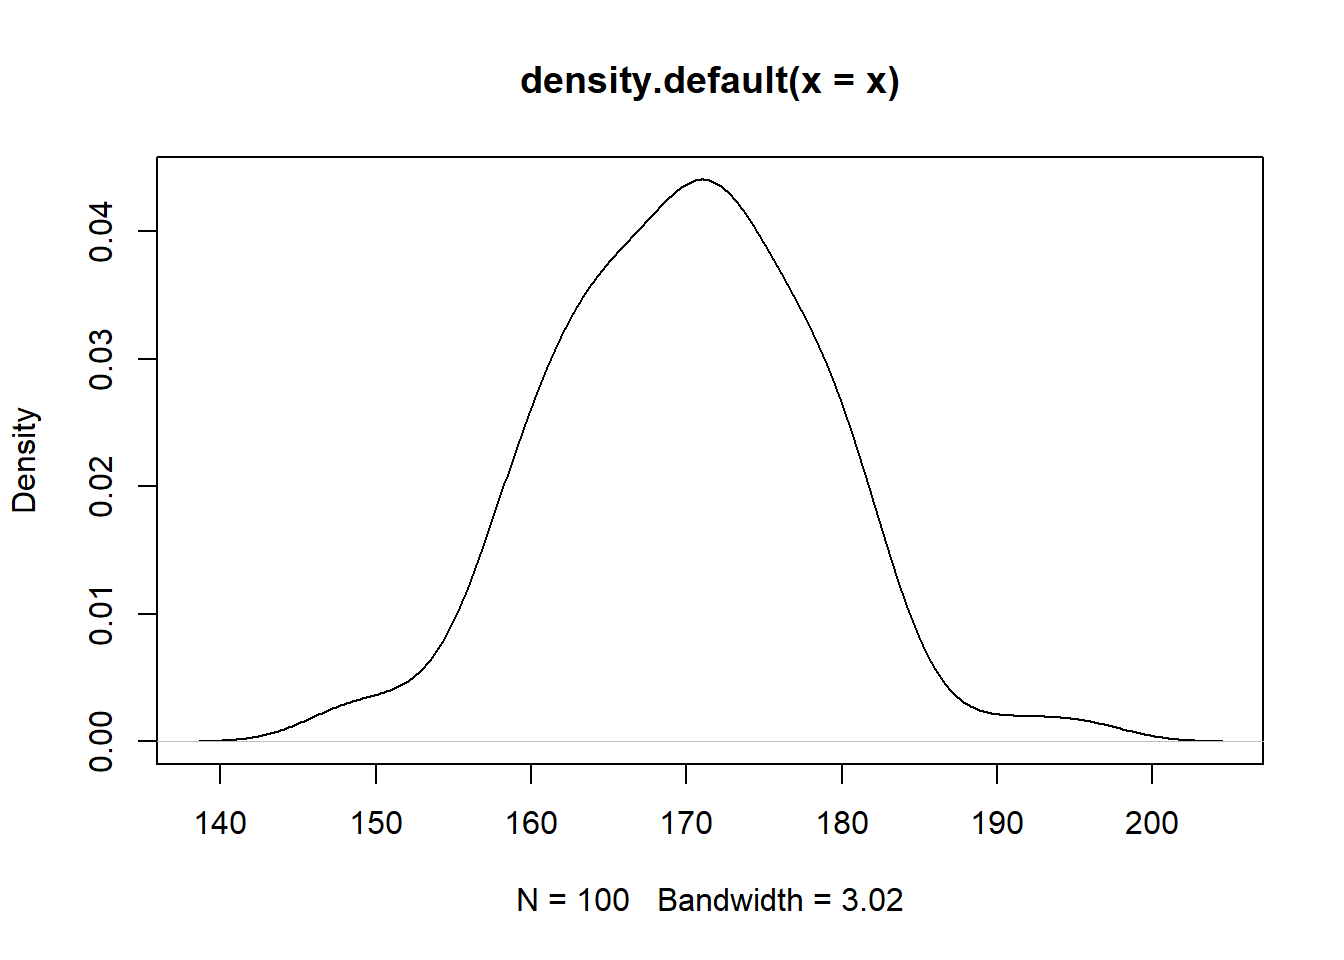 density.default(x = x)
Density
0.00
0.01
0.02
0.03
0.04
140 150 160 170 180 190 200
N = 100   Bandwidth = 3.02